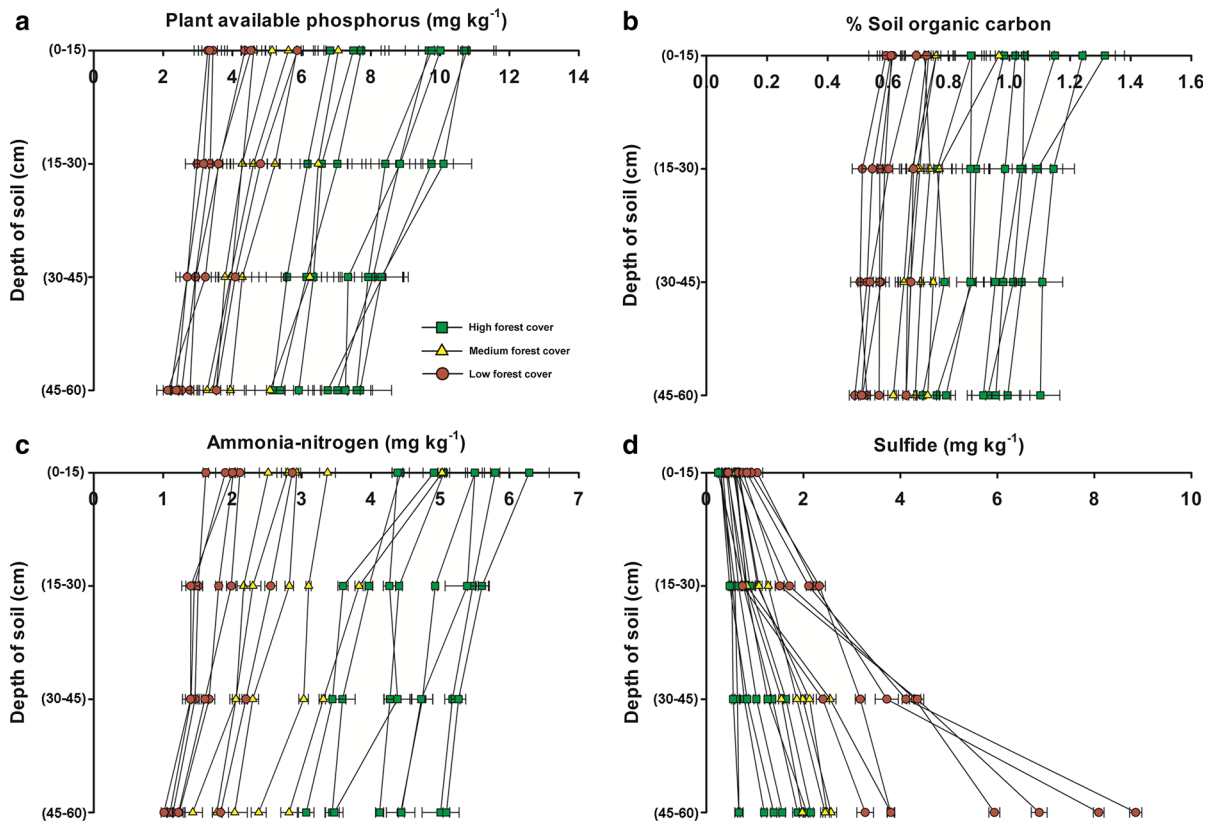 a
Plant available phosphorus (mg kg-1)
(0-15)
0 2 4 6 8 10 12 14
(15-30)
(30-45)
(45-60)
Depth of soil (cm)
High forest cover
Medium forest cover
Low forest cover
b
% Soil organic carbon
(0-15)
0.0 0.2 0.4 0.6 0.8 1.0 1.2 1.4 1.6
(15-30)
(30-45)
(45-60)
Depth of soil (cm)
c
Ammonia-nitrogen (mg kg-1)
(0-15)
0 1 2 3 4 5 6 7
(15-30)
(30-45)
(45-60)
Depth of soil (cm)
d
Sulfide (mg kg-1)
(0-15)
0 2 4 6 8 10
(15-30)
(30-45)
(45-60)
Depth of soil (cm)